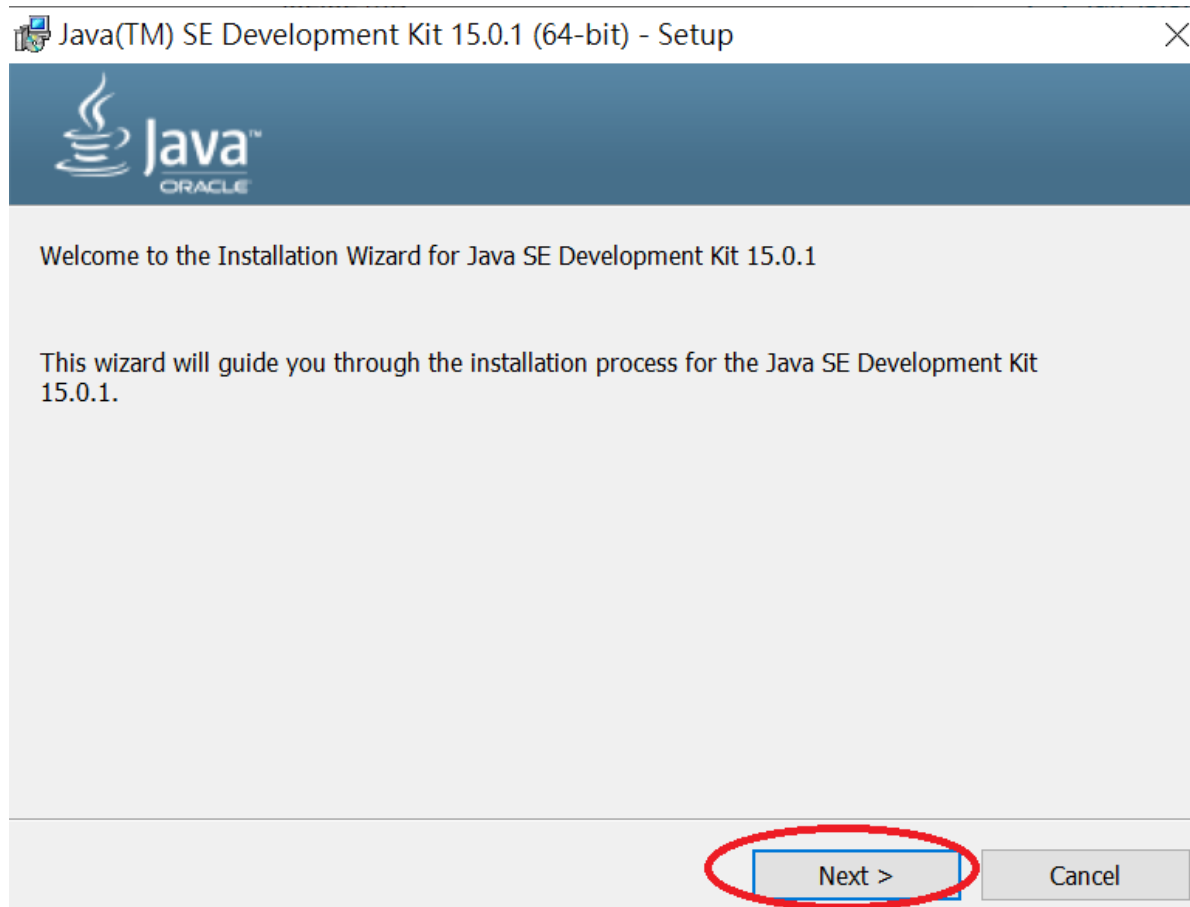 Java(TM) SE Development Kit 15.0.1 (64-bit) - Setup
Java™
ORACLE
Welcome to the Installation Wizard for Java SE Development Kit 15.0.1
This wizard will guide you through the installation process for the Java SE Development Kit
15.0.1.
Next > Cancel